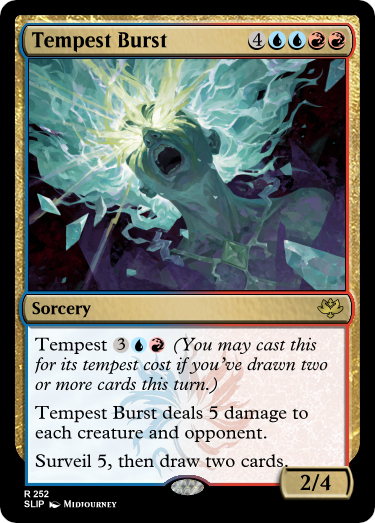 Tempest Burst 4
Sorcery
Tempest 3 (You may cast this
for its tempest cost if you've drawn two
or more cards this turn.)
Tempest Burst deals 5 damage to
each creature and opponent.
Surveil 5, then draw two cards.
2/4
R 252
SLIP Midjourney